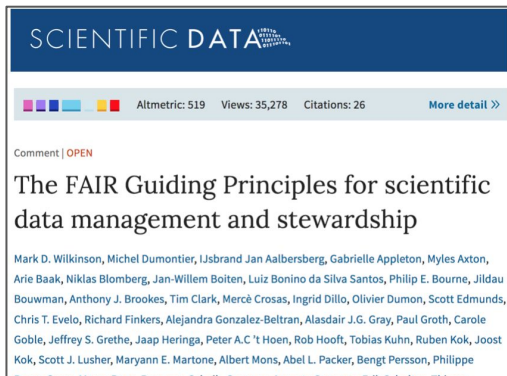 SCIENTIFIC DATA
Altmetric: 519 Views: 35,278 Citations: 26 More detail »
Comment | OPEN
The FAIR Guiding Principles for scientific
data management and stewardship
Mark D. Wilkinson, Michel Dumontier, IJsbrand Jan Aalbersberg, Gabrielle Appleton, Myles Axton,
Arie Baak, Niklas Blomberg, Jan-Willem Boiten, Luiz Bonino da Silva Santos, Philip E. Bourne, Jildau
Bouwman, Anthony J. Brookes, Tim Clark, Mercè Crosas, Ingrid Dillo, Olivier Dumon, Scott Edmunds,
Chris T. Evelo, Richard Finkers, Alejandra Gonzalez-Beltran, Alasdair J.G. Gray, Paul Groth, Carole
Goble, Jeffrey S. Grethe, Jaap Heringa, Peter A.C 't Hoen, Rob Hooft, Tobias Kuhn, Ruben Kok, Joost
Kok, Scott J. Lusher, Maryann E. Martone, Albert Mons, Abel L. Packer, Bengt Persson, Philippe